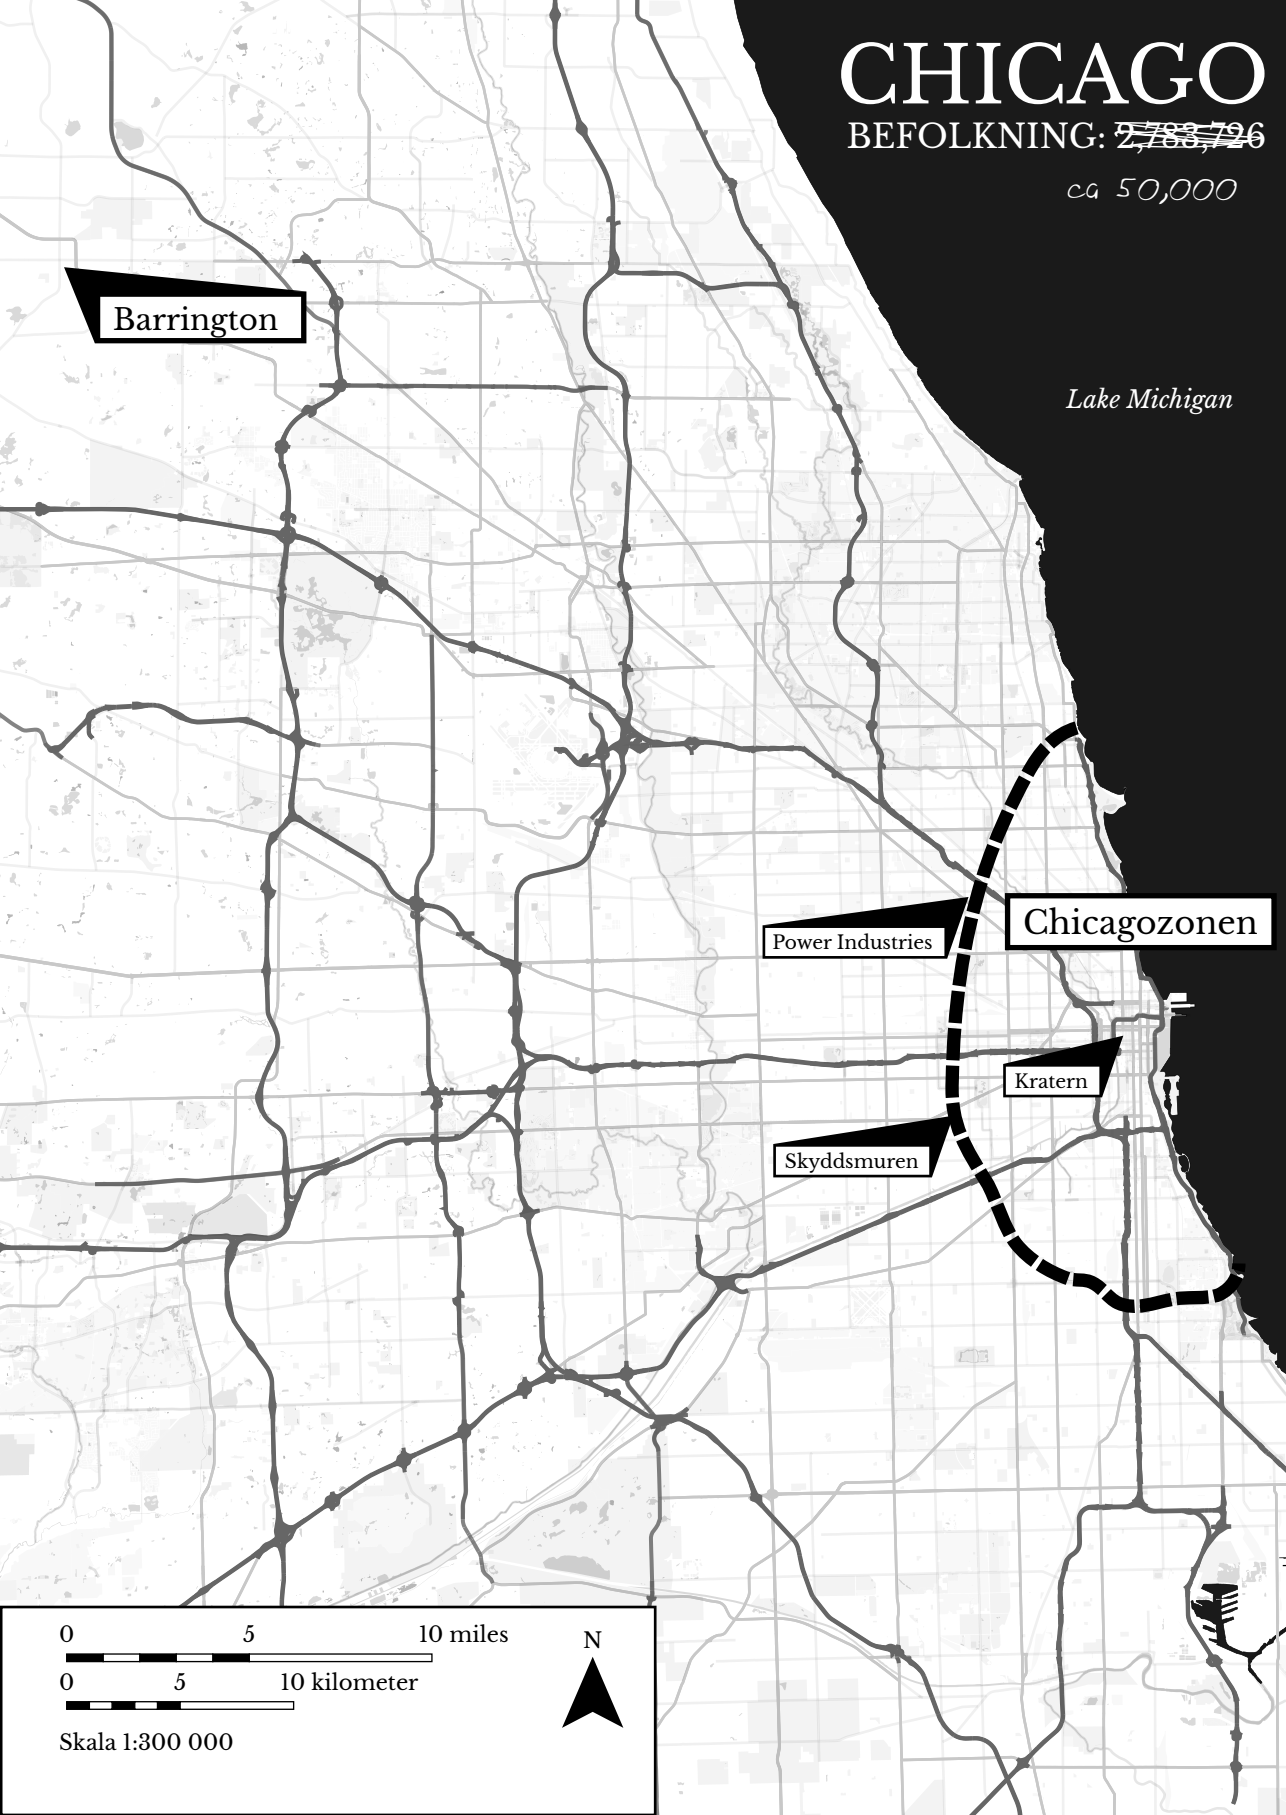 CHICAGO
BEFOLKNING: 2,783,726
ca 50,000
Barrington
Lake Michigan
Chicagozonen
Power Industries
Kratern
Skyddsmuren
0 5 10 miles
0 5 10 kilometer
Skala 1:300 000
N